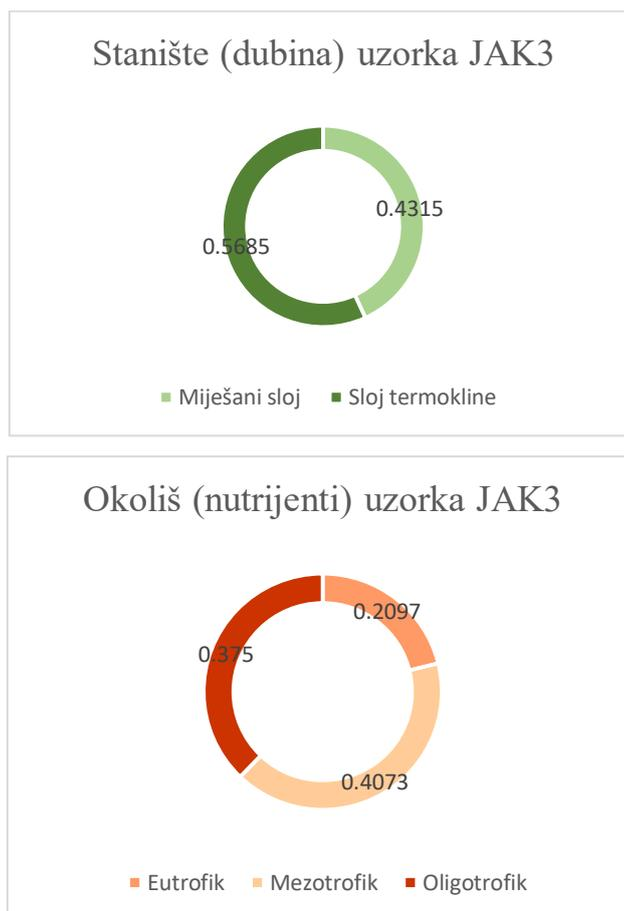 Stanište (dubina) uzorka JAK3
0.4315
0.5685
Miješani sloj Sloj termokline
Okoliš (nutrijenti) uzorka JAK3
0.2097
0.375
0.4073
Eutrofik Mezotrofik Oligotrofik